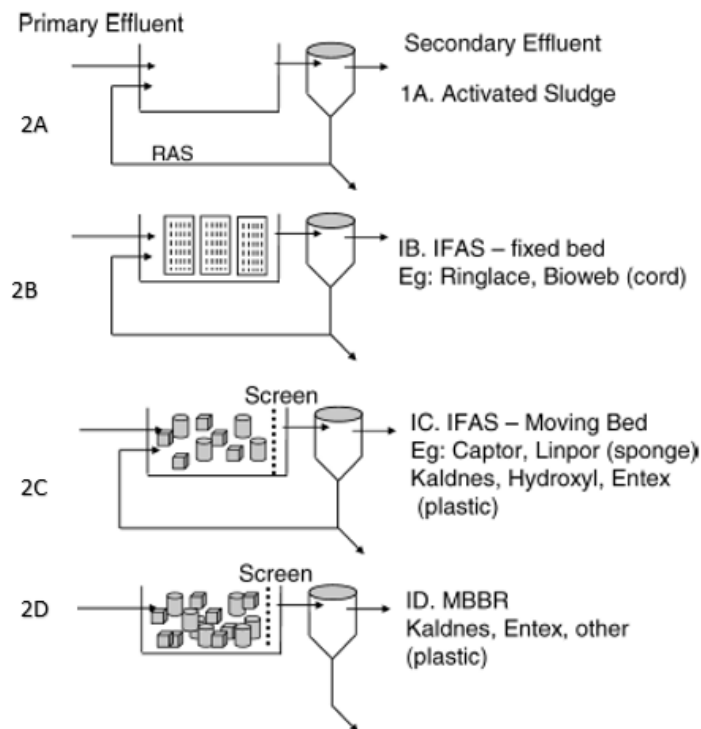 Primary Effluent
Secondary Effluent
1A. Activated Sludge
2A
RAS
2B
IB. IFAS – fixed bed
Eg: Ringlace, Bioweb (cord)
Screen
IC. IFAS – Moving Bed
Eg: Captor, Linpor (sponge)
Kaldnes, Hydroxyl, Entex
(plastic)
2C
Screen
2D
ID. MBBR
Kaldnes, Entex, other
(plastic)